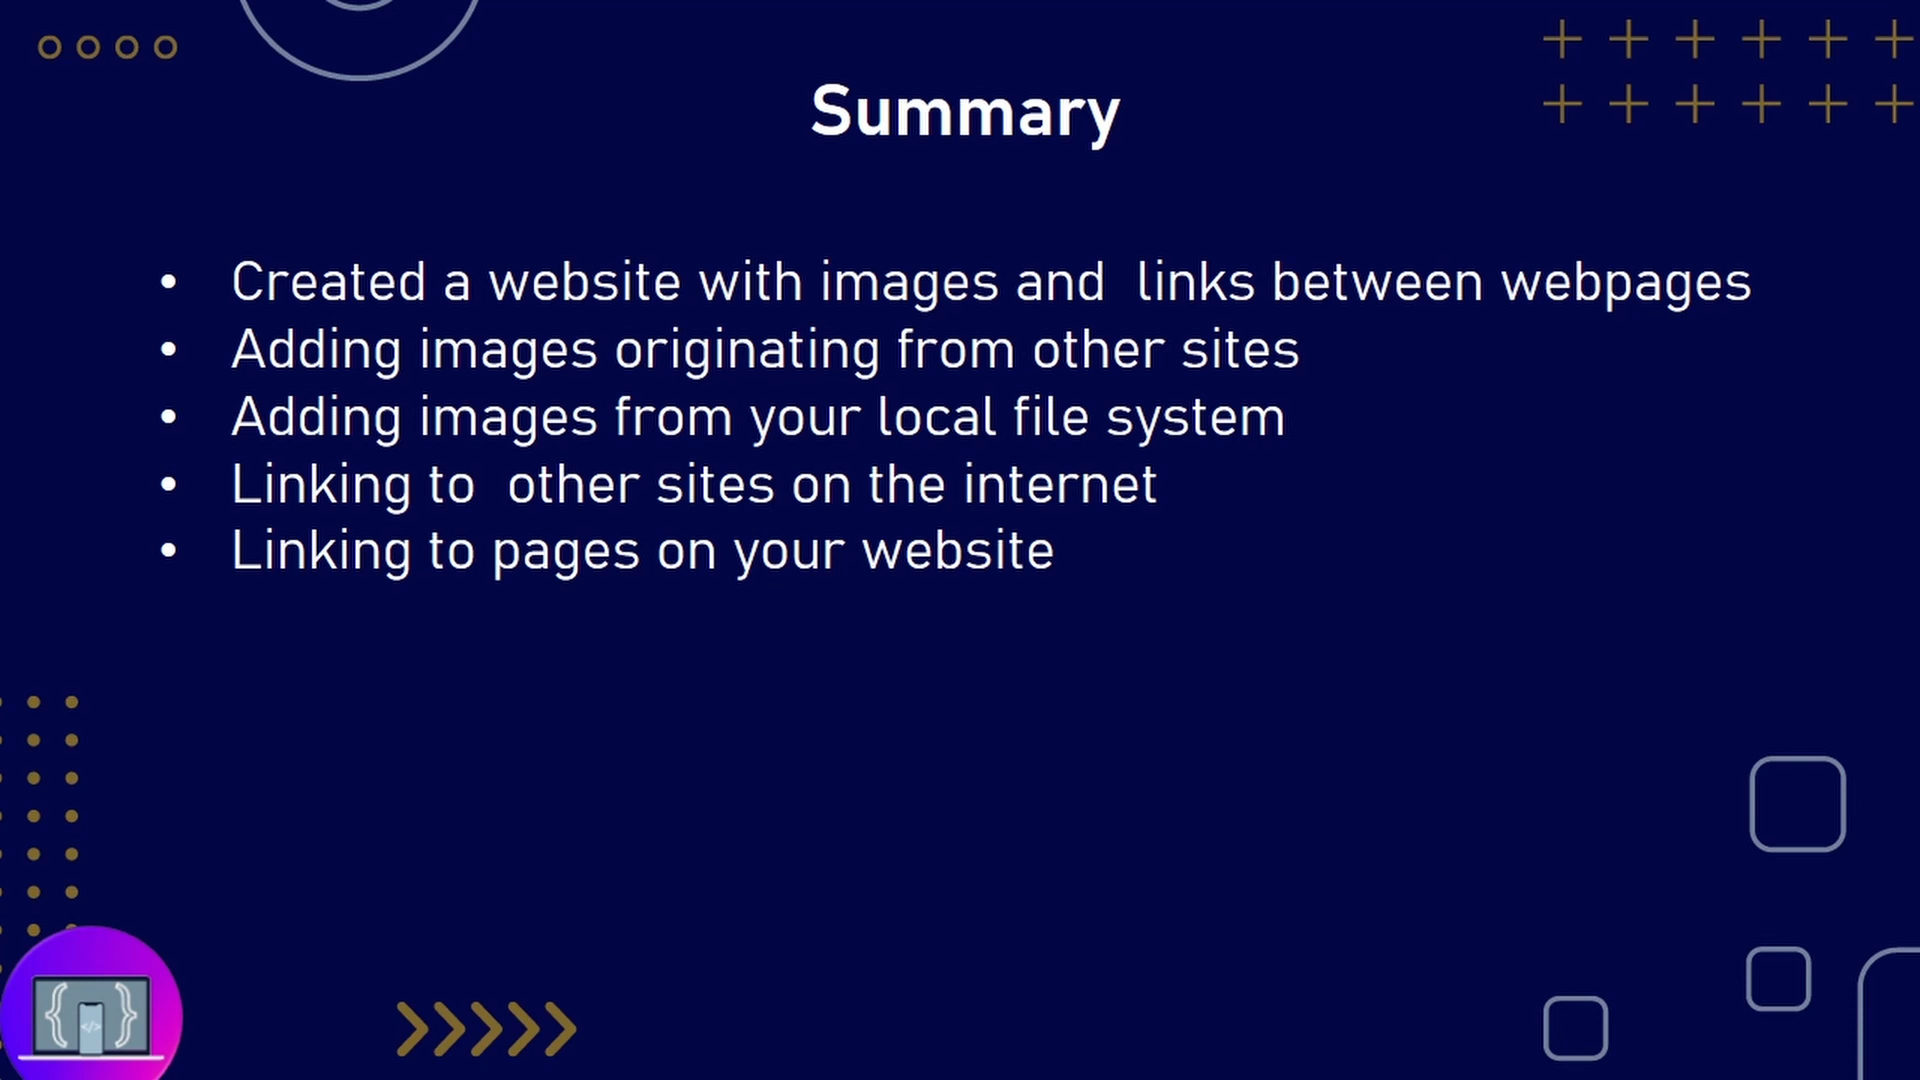 Summary
• Created a website with images and  links between webpages
• Adding images originating from other sites
• Adding images from your local file system
• Linking to  other sites on the internet
• Linking to pages on your website
{ </> }